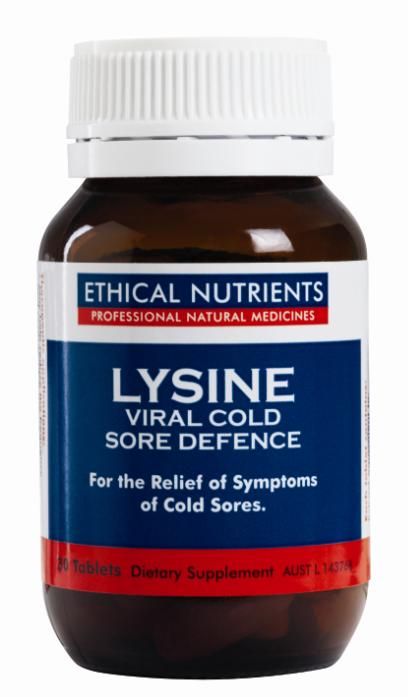 ETHICAL NUTRIENTS
PROFESSIONAL NATURAL MEDICINES
LYSINE
VIRAL COLD
SORE DEFENCE
For the Relief of Symptoms
of Cold Sores.
30 Tablets Dietary Supplement AUST L